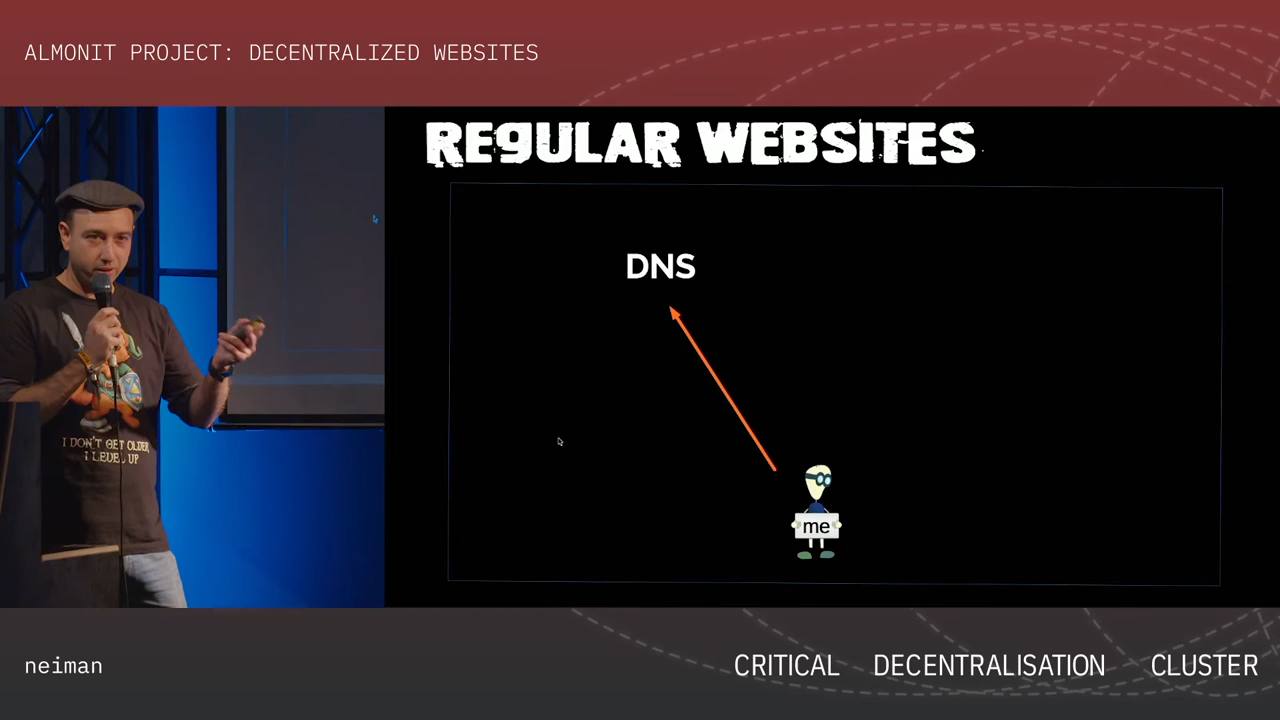 ALMONIT PROJECT: DECENTRALIZED WEBSITES
REGULAR WEBSITES
DNS
me
I DON'T GET OLDER,
I LEVEL UP
neiman
CRITICAL DECENTRALISATION CLUSTER